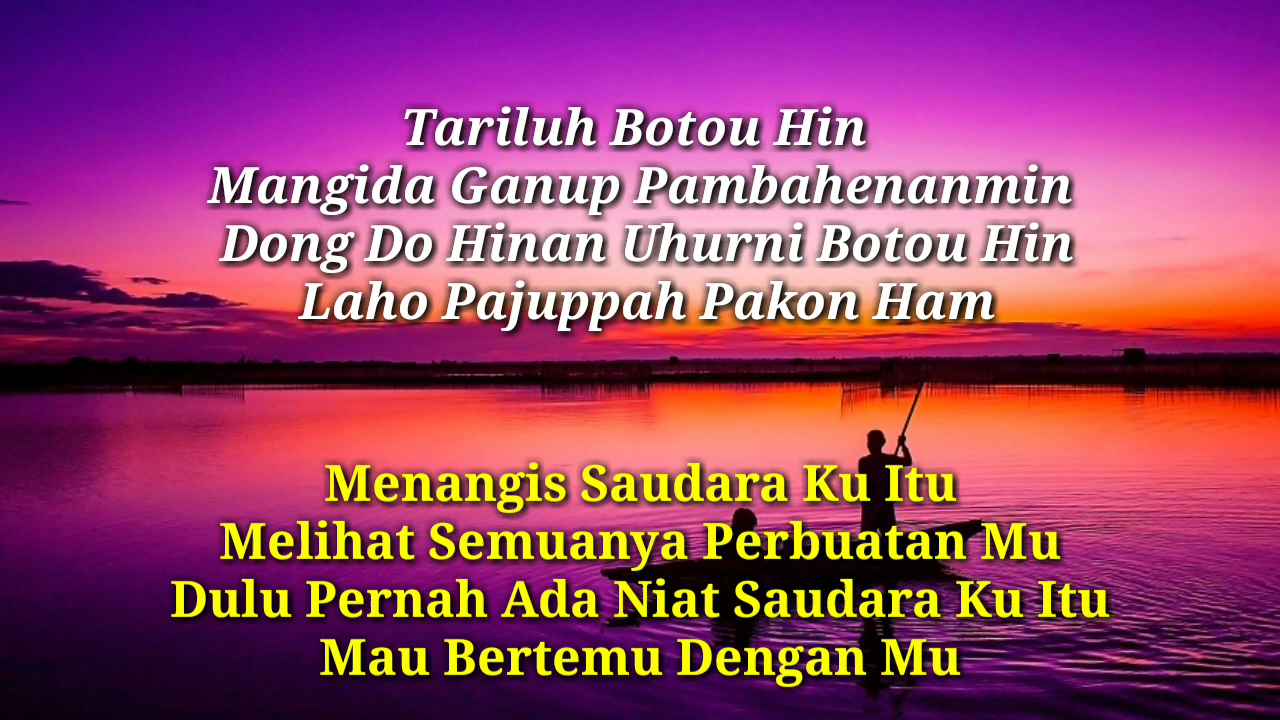 Tariluh Botou Hin
Mangida Ganup Pambahenanmin
Dong Do Hinan Uhurni Botou Hin
Laho Pajuppah Pakon Ham
Menangis Saudara Ku Itu
Melihat Semuanya Perbuatan Mu
Dulu Pernah Ada Niat Saudara Ku Itu
Mau Bertemu Dengan Mu